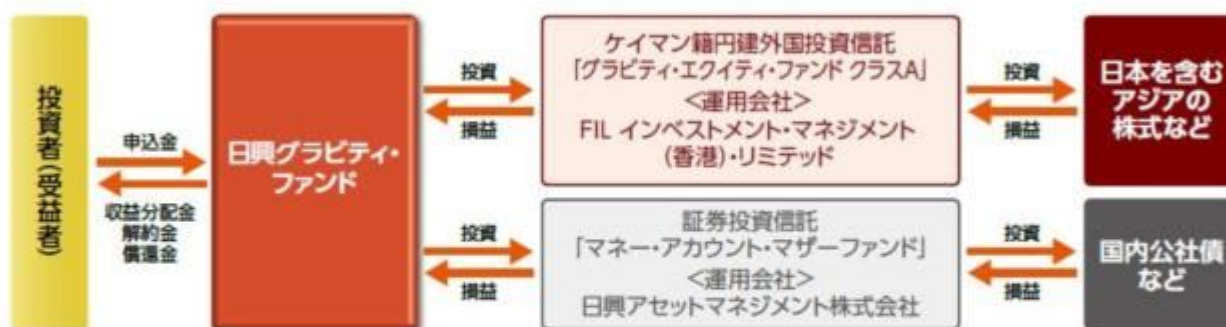 投資者(受益者)
申込金
収益分配金
解約金
償還金
日興グラビティ・
ファンド
投資
損益
ケイマン籍円建外国投資信託
「グラビティ・エクイティ・ファンド クラスA」
<運用会社>
FIL インベストメント・マネジメント
(香港)・リミテッド
投資
損益
日本を含む
アジアの
株式など
投資
損益
証券投資信託
「マネー・アカウント・マザーファンド」
<運用会社>
日興アセットマネジメント株式会社
投資
損益
国内公社債
など